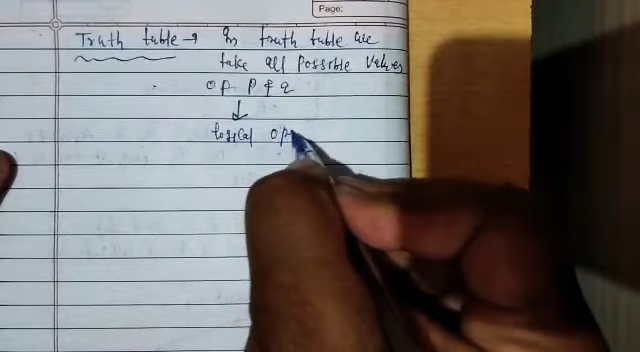 Page:
Truth table → In truth table we
take all possible values
of p & q
↓
logical op